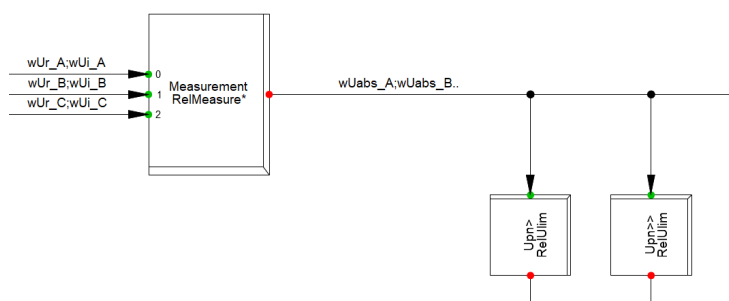 wUr_A;wUi_A
0
wUr_B;wUi_B
1
wUr_C;wUi_C
2
Measurement
RelMeasure*
wUabs_A;wUabs_B..
Upn>
RelUlim
Upn>>
RelUlim